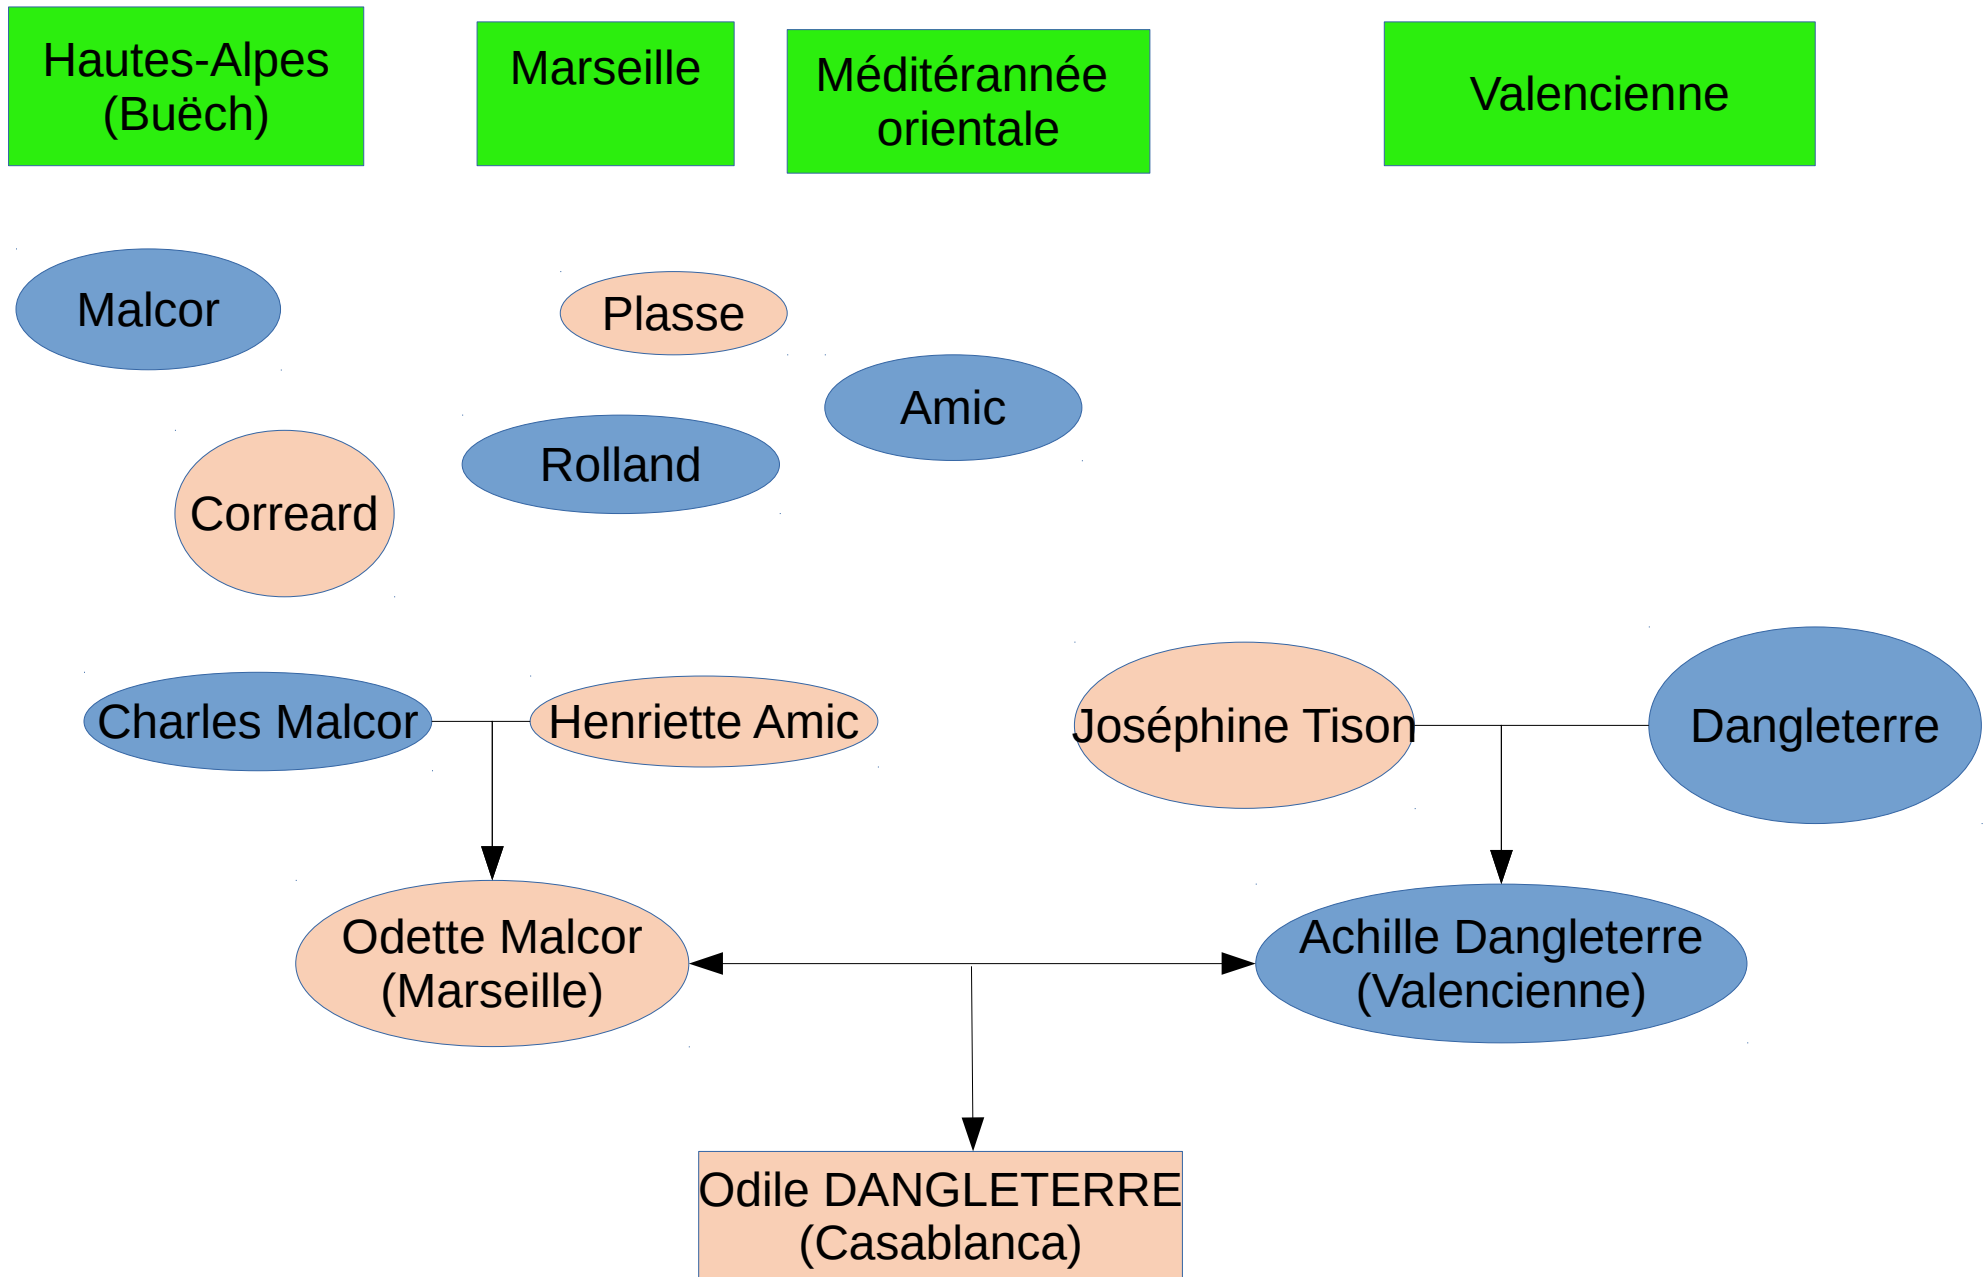 Hautes-Alpes
(Buëch)
Marseille
Méditérannée
orientale
Valencienne
Malcor
Plasse
Amic
Rolland
Correard
Charles Malcor
Henriette Amic
Joséphine Tison
Dangleterre
Odette Malcor
(Marseille)
Achille Dangleterre
(Valencienne)
Odile DANGLETERRE
(Casablanca)